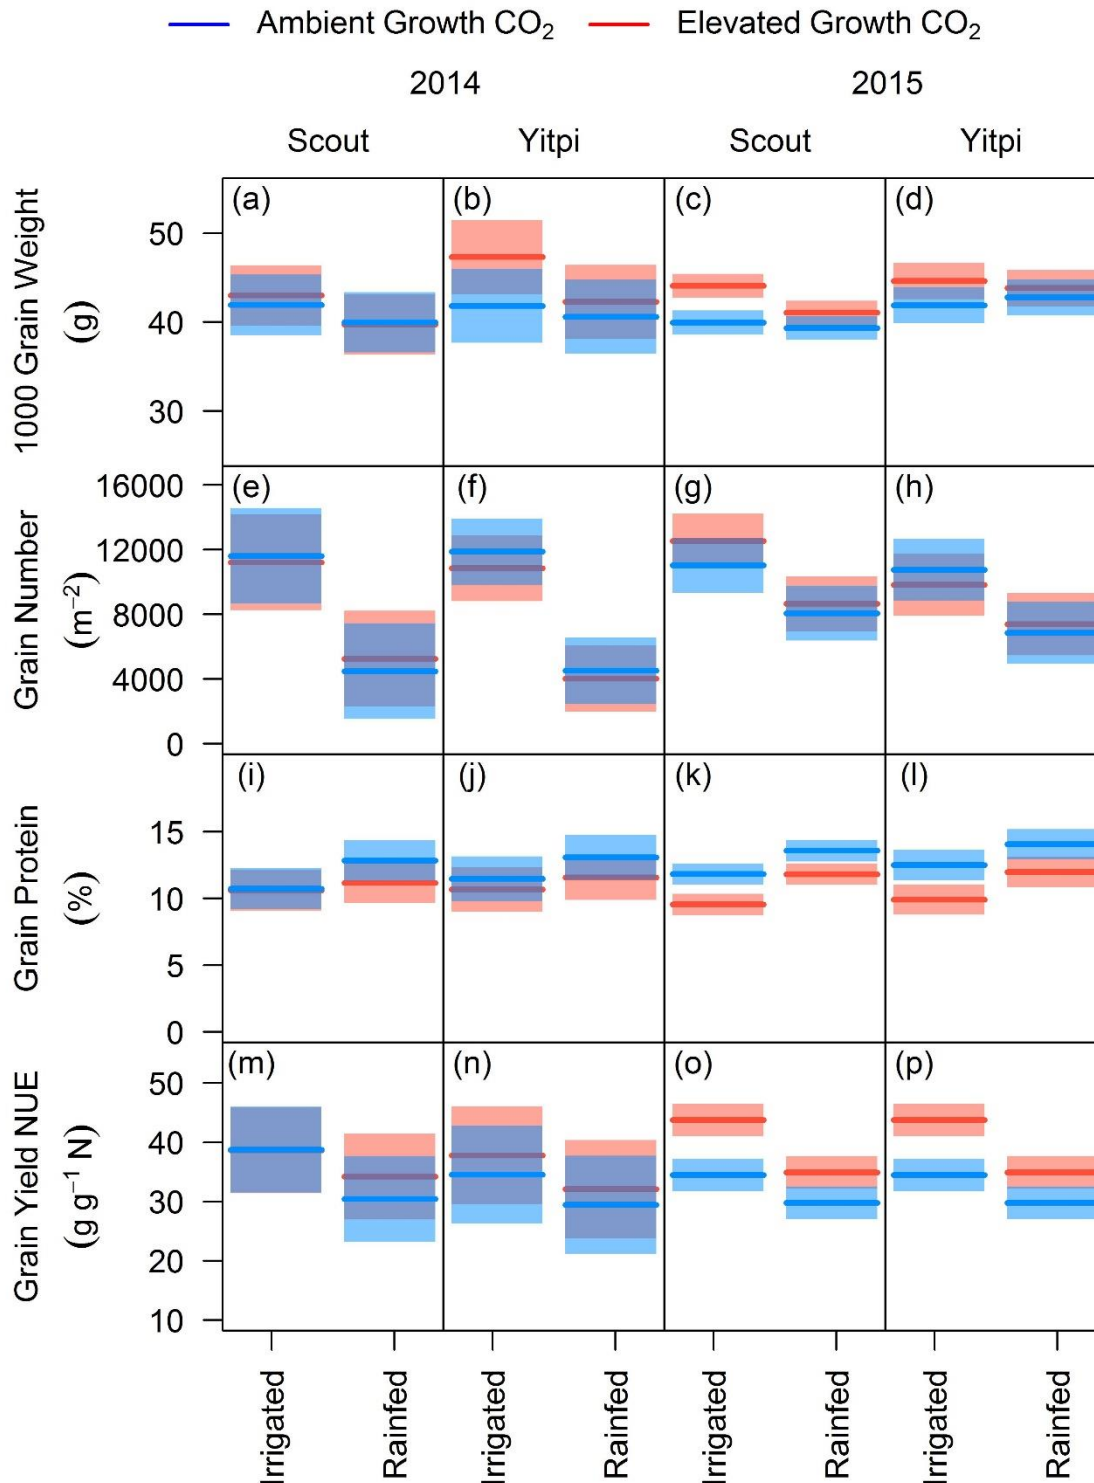 Ambient Growth CO₂ Elevated Growth CO₂
2014 2015
Scout Yitpi Scout Yitpi
1000 Grain Weight
(g)
50
40
30
(a) (b) (c) (d)
Grain Number
(m⁻²)
16000
12000
8000
4000
0
(e) (f) (g) (h)
Grain Protein
(%)
15
10
5
0
(i) (j) (k) (l)
Grain Yield NUE
(g g⁻¹ N)
50
40
30
20
10
(m) (n) (o) (p)
Irrigated Rainfed Irrigated Rainfed Irrigated Rainfed Irrigated Rainfed